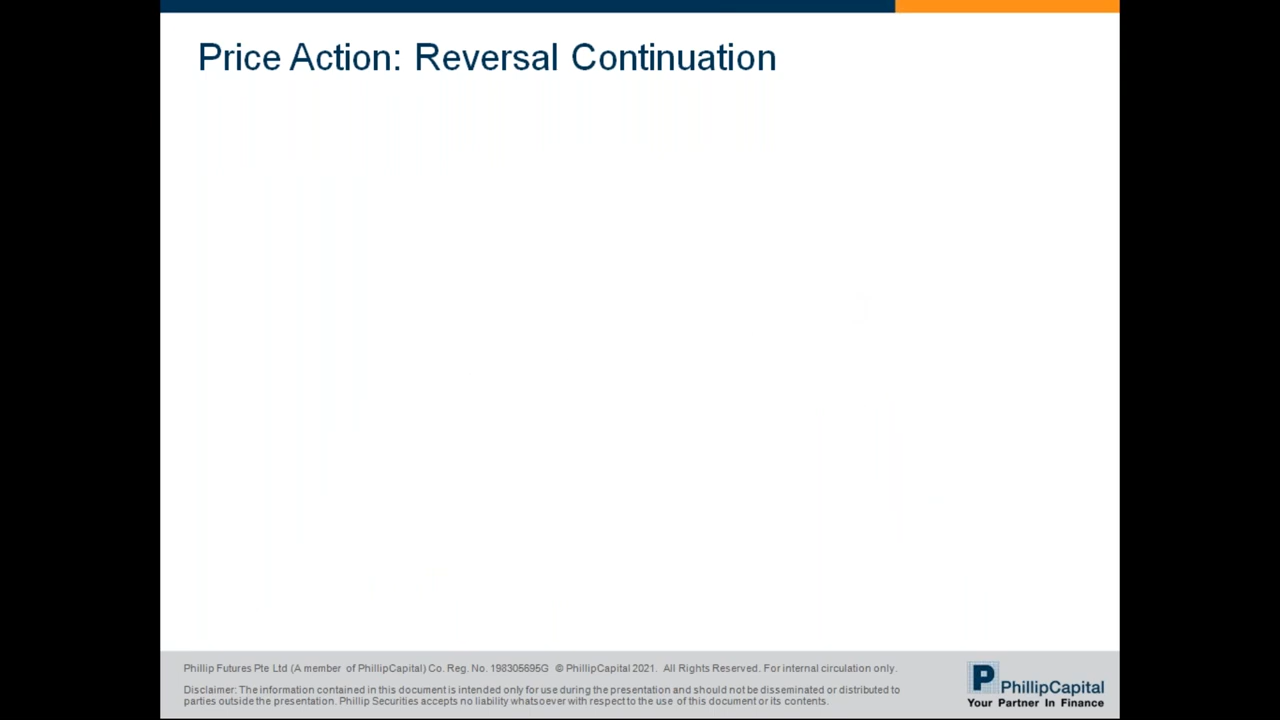 Price Action: Reversal Continuation
Phillip Futures Pte Ltd (A member of PhillipCapital) Co. Reg. No. 198305695G © PhillipCapital 2021. All Rights Reserved. For internal circulation only.
Disclaimer: The information contained in this document is intended only for use during the presentation and should not be disseminated or distributed to
parties outside the presentation. Phillip Securities accepts no liability whatsoever with respect to the use of this document or its contents.
P PhillipCapital
Your Partner In Finance